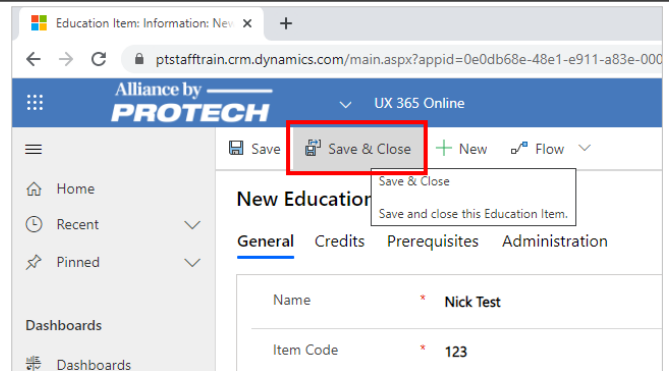 Education Item: Information: New
ptstafftrain.crm.dynamics.com/main.aspx?appid=0e0db68e-48e1-e911-a83e-000
Alliance by
PROTECH
UX 365 Online
Save Save & Close New Flow
Save & Close
Save and close this Education Item.
Home
Recent
Pinned
Dashboards
Dashboards
New Education
General Credits Prerequisites Administration
Name * Nick Test
Item Code * 123